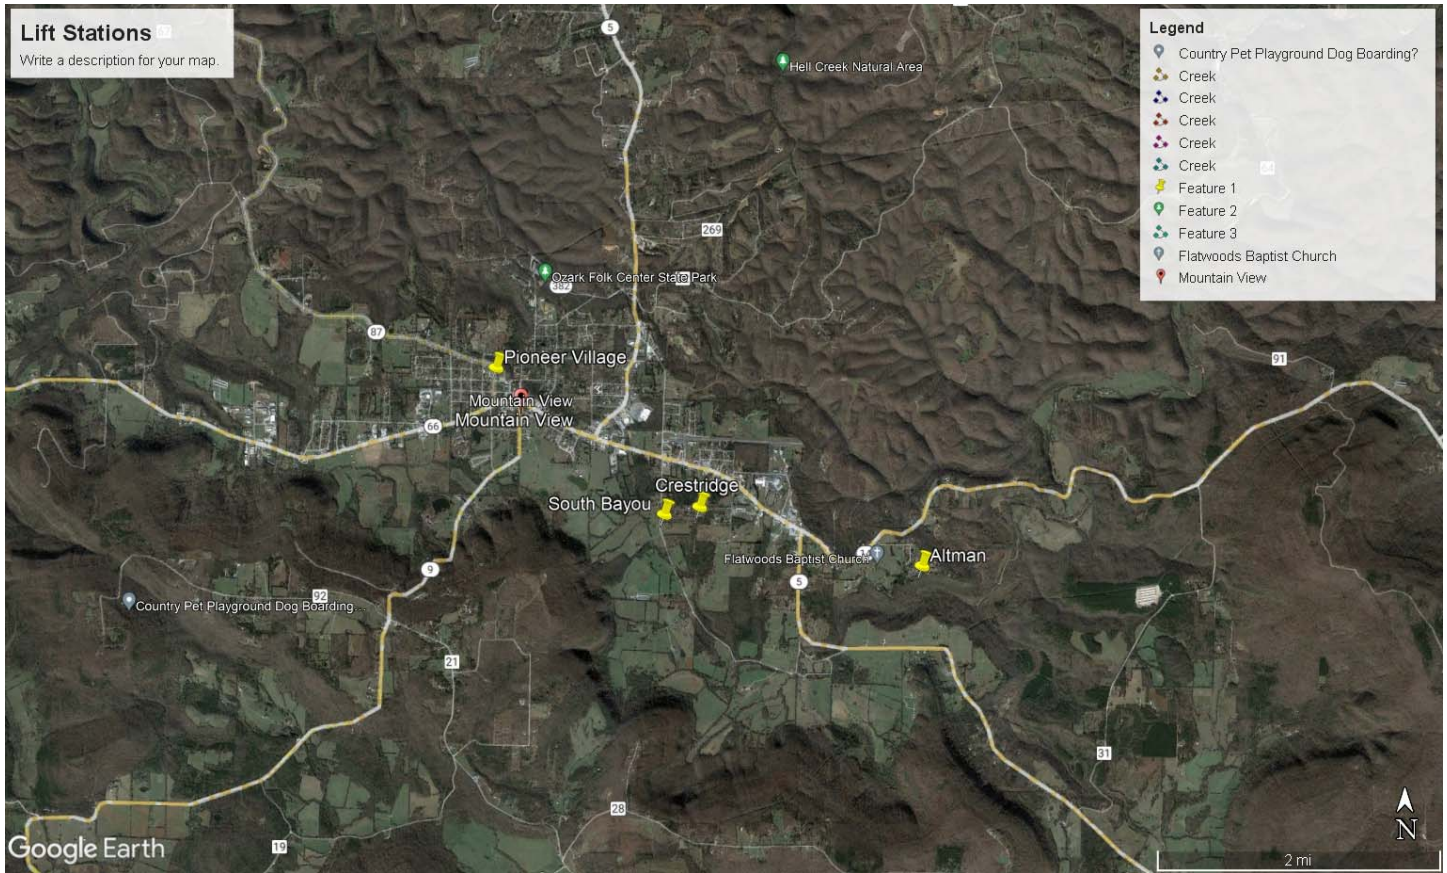 Lift Stations
Write a description for your map.
Legend
Country Pet Playground Dog Boarding?
Creek
Creek
Creek
Creek
Creek
Feature 1
Feature 2
Feature 3
Flatwoods Baptist Church
Mountain View
67
5
64
Hell Creek Natural Area
269
Ozark Folk Center State Park
382
87
91
Pioneer Village
Mountain View
66
Mountain View
Crestridge
South Bayou
Flatwoods Baptist Church
Altman
9
5
92
Country Pet Playground Dog Boarding...
21
31
28
19
N
Google Earth
2 mi